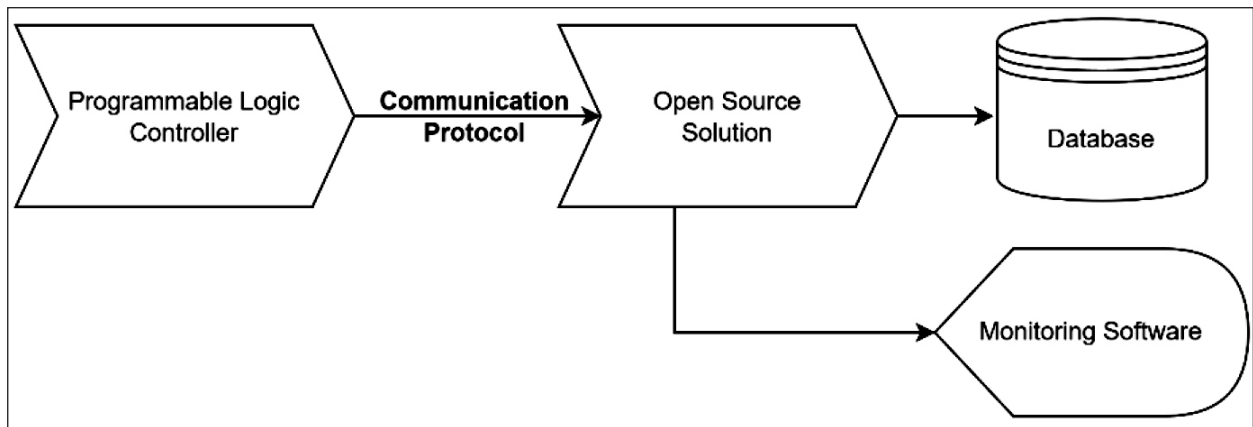 Programmable Logic
Controller
Communication
Protocol
Open Source
Solution
Database
Monitoring Software